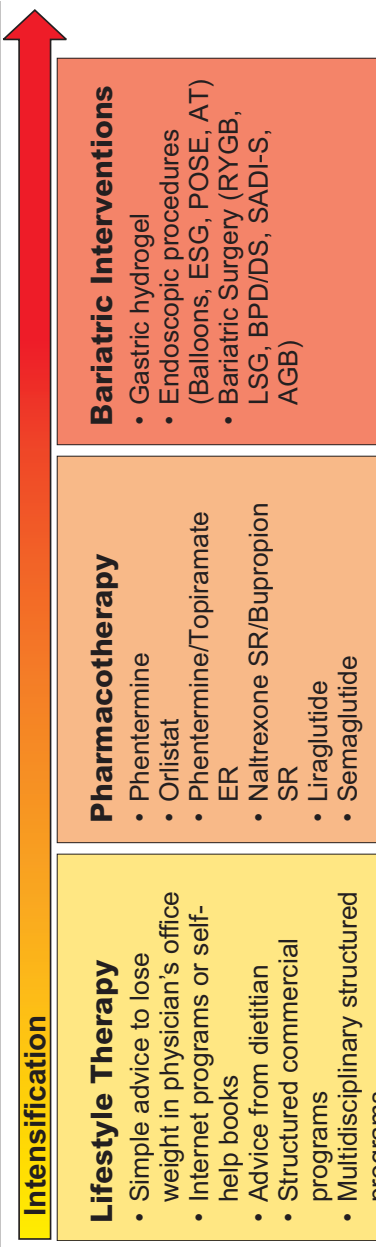 Intensification
Lifestyle Therapy
• Simple advice to lose
weight in physician's office
• Internet programs or self-
help books
• Advice from dietitian
• Structured commercial
programs
• Multidisciplinary structured
programs
Pharmacotherapy
• Phentermine
• Orlistat
• Phentermine/Topiramate
ER
• Naltrexone SR/Bupropion
SR
• Liraglutide
• Semaglutide
Bariatric Interventions
• Gastric hydrogel
• Endoscopic procedures
(Balloons, ESG, POSE, AT)
• Bariatric Surgery (RYGB,
LSG, BPD/DS, SADI-S,
AGB)